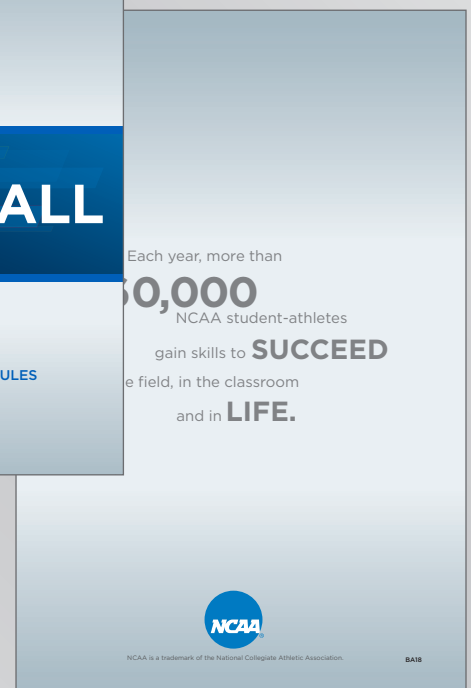 ALL
ULES
Each year, more than
0,000
NCAA student-athletes
gain skills to SUCCEED
e field, in the classroom
and in LIFE.
NCAA
NCAA is a trademark of the National Collegiate Athletic Association.
BA18